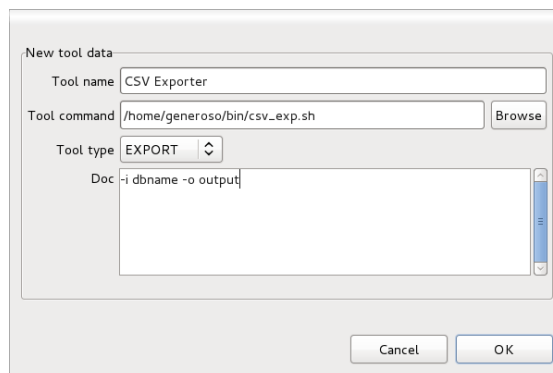 New tool data
Tool name CSV Exporter
Tool command /home/generoso/bin/csv_exp.sh Browse
Tool type EXPORT
Doc -i dbname -o output
Cancel OK